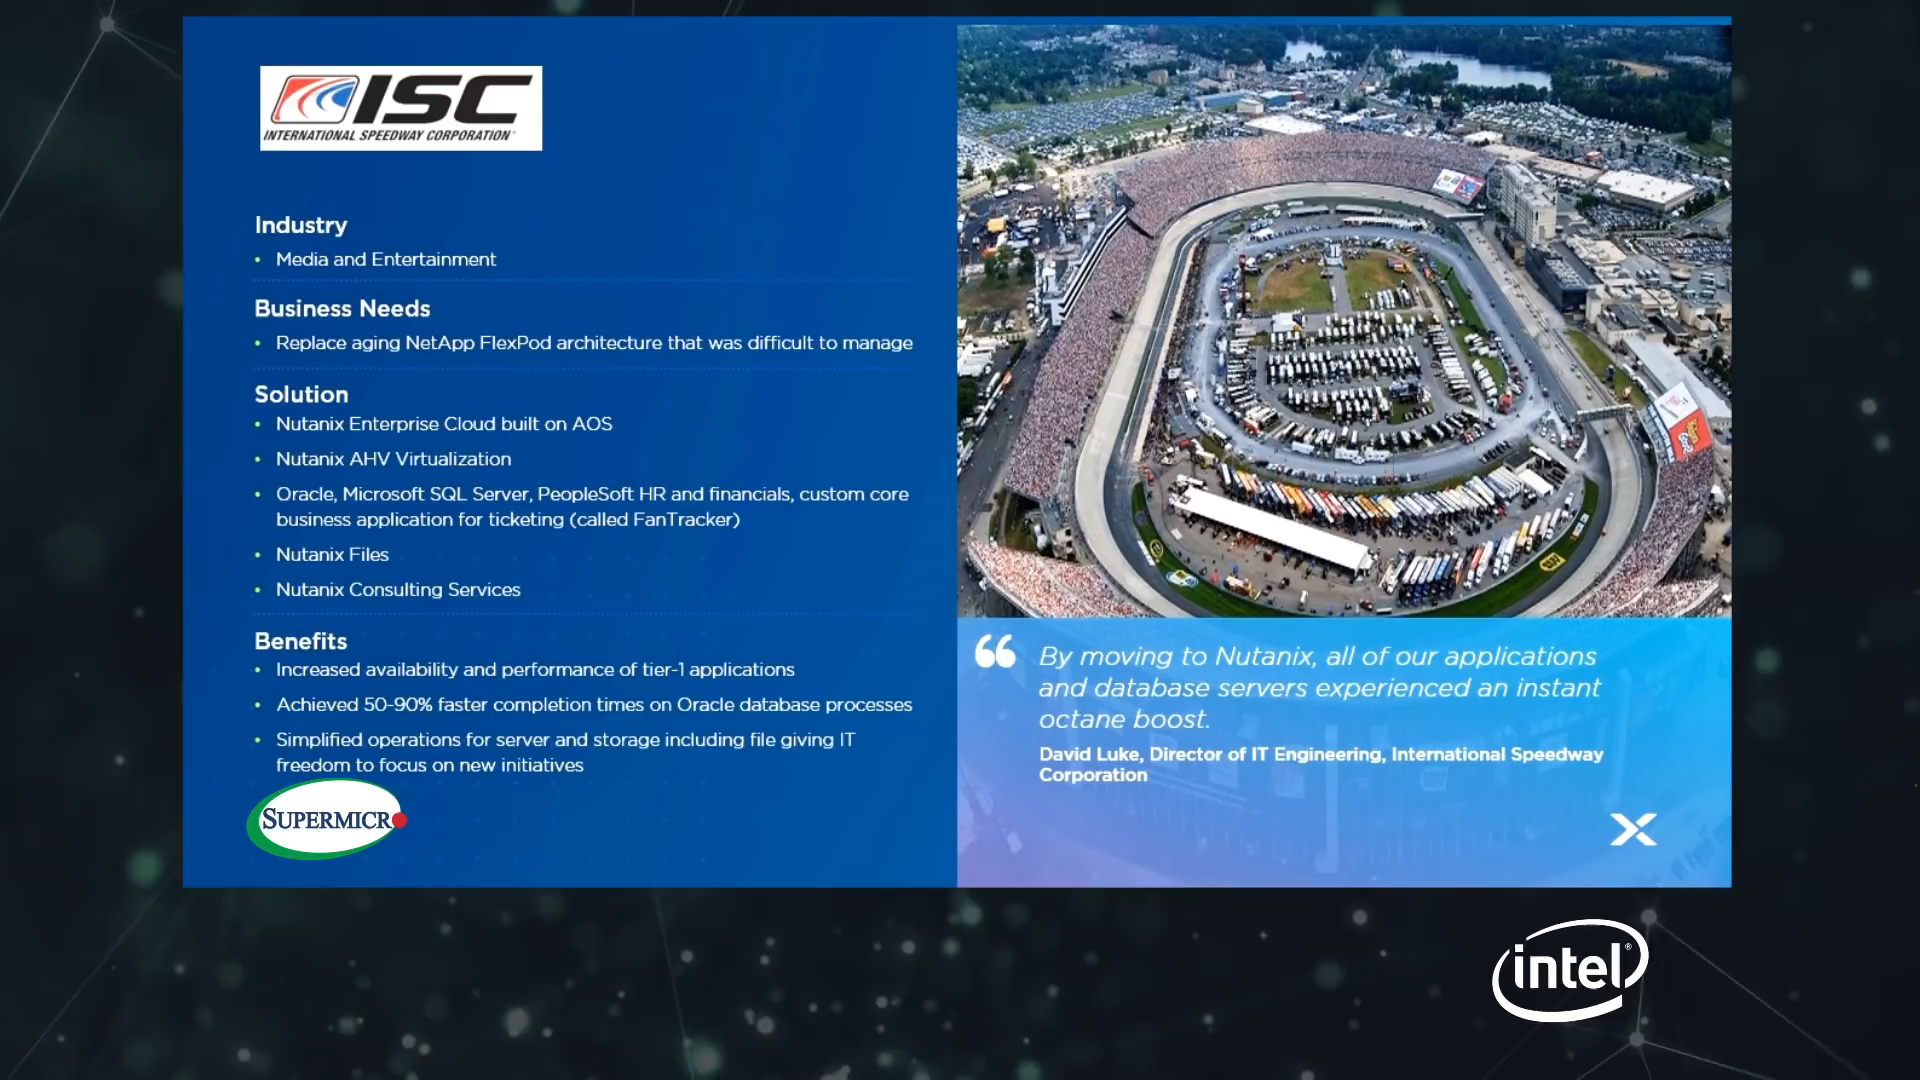 ISC
INTERNATIONAL SPEEDWAY CORPORATION
Industry
• Media and Entertainment
Business Needs
• Replace aging NetApp FlexPod architecture that was difficult to manage
Solution
• Nutanix Enterprise Cloud built on AOS
• Nutanix AHV Virtualization
• Oracle, Microsoft SQL Server, PeopleSoft HR and financials, custom core
business application for ticketing (called FanTracker)
• Nutanix Files
• Nutanix Consulting Services
Benefits
• Increased availability and performance of tier-1 applications
• Achieved 50-90% faster completion times on Oracle database processes
• Simplified operations for server and storage including file giving IT
freedom to focus on new initiatives
SUPERMICRO
“ By moving to Nutanix, all of our applications
and database servers experienced an instant
octane boost.
David Luke, Director of IT Engineering, International Speedway
Corporation
intel®